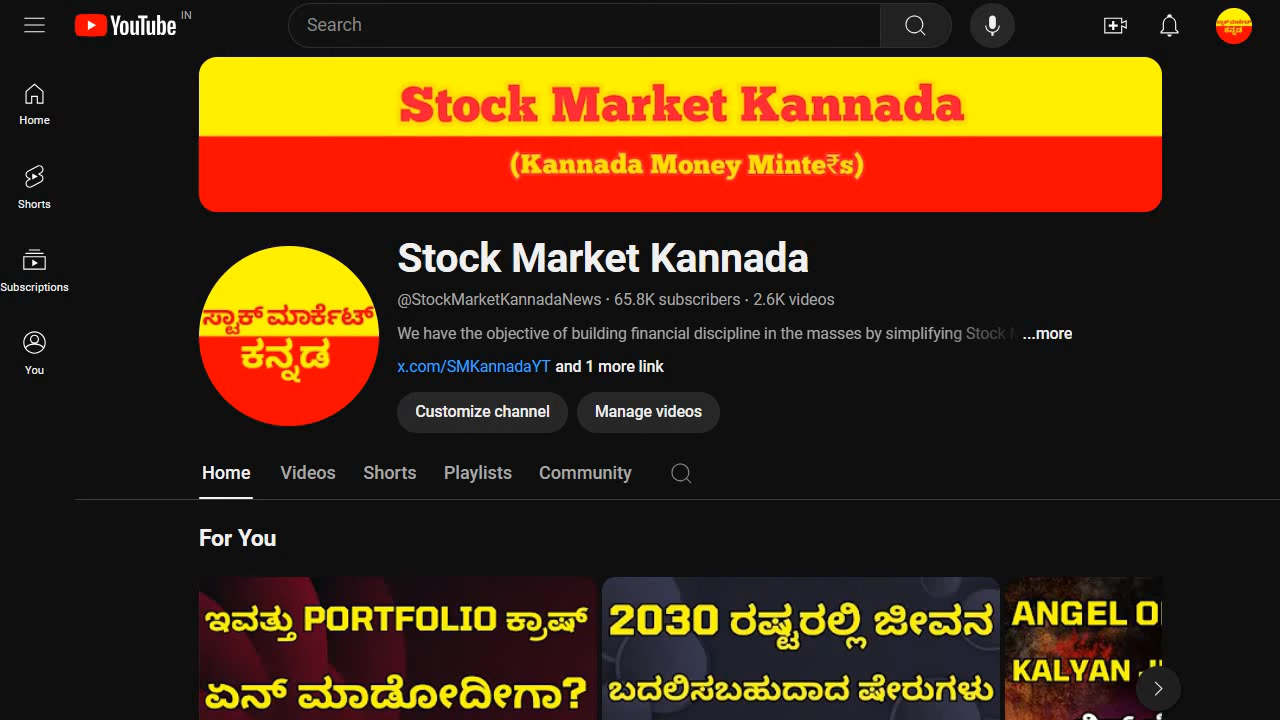 YouTube IN
Search
Home
Shorts
Subscriptions
You
Stock Market Kannada
(Kannada Money Minte₹s)
ಸ್ಟಾಕ್ ಮಾರ್ಕೆಟ್
ಕನ್ನಡ
Stock Market Kannada
@StockMarketKannadaNews · 65.8K subscribers · 2.6K videos
We have the objective of building financial discipline in the masses by simplifying Stock ...more
x.com/SMKannadaYT and 1 more link
Customize channel Manage videos
Home Videos Shorts Playlists Community
For You
ಇವತ್ತು PORTFOLIO ಕ್ರಾಷ್
ಏನ್ ಮಾಡೋದೀಗಾ?
2030 ರಷ್ಟರಲ್ಲಿ ಜೀವನ
ಬದಲಿಸಬಹುದಾದ ಷೇರುಗಳು
ANGEL
KALYAN